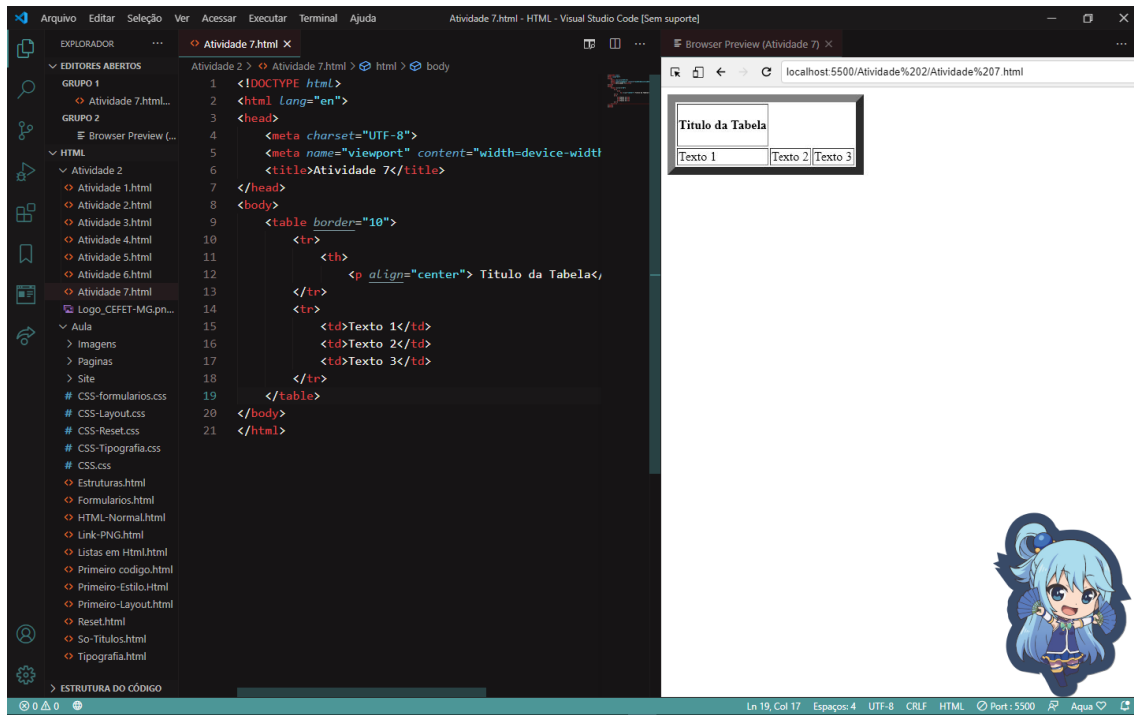 Arquivo Editar Seleção Ver Acessar Executar Terminal Ajuda Atividade 7.html - HTML - Visual Studio Code [Sem suporte]
EXPLORADOR ···
EDITORES ABERTOS
GRUPO 1
Atividade 7.html...
GRUPO 2
Browser Preview (...
HTML
Atividade 2
Atividade 1.html
Atividade 2.html
Atividade 3.html
Atividade 4.html
Atividade 5.html
Atividade 6.html
Atividade 7.html
Logo_CEFET-MG.pn...
Aula
Imagens
Paginas
Site
# CSS-formularios.css
# CSS-Layout.css
# CSS-Reset.css
# CSS-Tipografia.css
# CSS.css
Estruturas.html
Formularios.html
HTML-Normal.html
Link-PNG.html
Listas em Html.html
Primeiro codigo.html
Primeiro-Estilo.Html
Primeiro-Layout.html
Reset.html
So-Titulos.html
Tipografia.html
ESTRUTURA DO CÓDIGO
Atividade 7.html
Atividade 2 > Atividade 7.html > html > body
1 <!DOCTYPE html>
2 <html lang="en">
3 <head>
4 <meta charset="UTF-8">
5 <meta name="viewport" content="width=device-widt
6 <title>Atividade 7</title>
7 </head>
8 <body>
9 <table border="10">
10 <tr>
11 <th>
12 <p align="center"> Titulo da Tabela</
13 </tr>
14 <tr>
15 <td>Texto 1</td>
16 <td>Texto 2</td>
17 <td>Texto 3</td>
18 </tr>
19 </table>
20 </body>
21 </html>
Browser Preview (Atividade 7)
localhost:5500/Atividade%202/Atividade%207.html
Titulo da Tabela
Texto 1 Texto 2 Texto 3
0 0 Ln 19, Col 17 Espaços: 4 UTF-8 CRLF HTML Port : 5500 Aqua